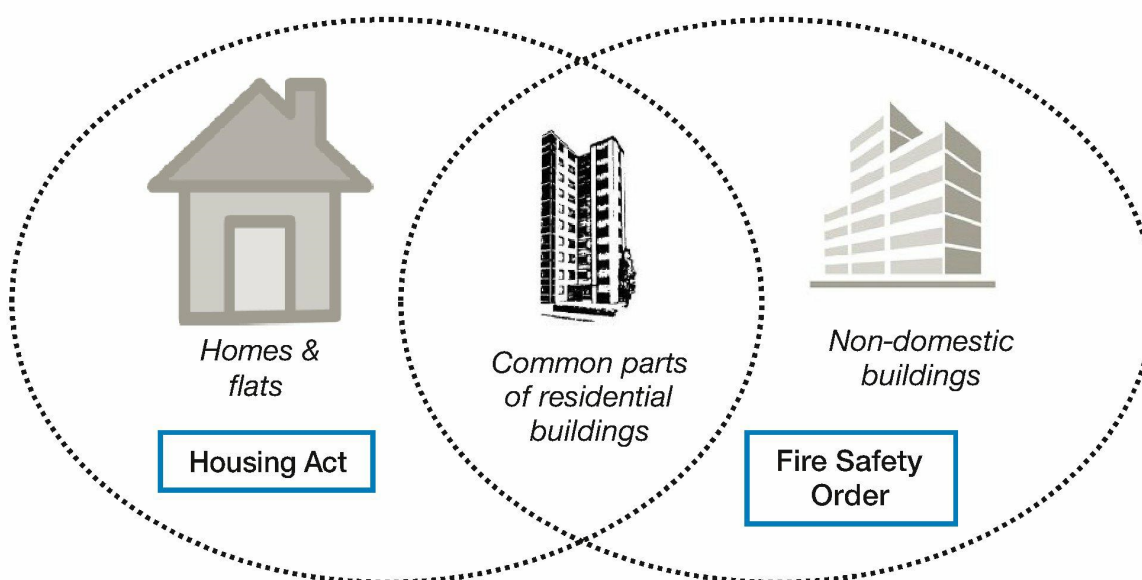 Homes &
flats
Housing Act
Common parts
of residential
buildings
Non-domestic
buildings
Fire Safety
Order